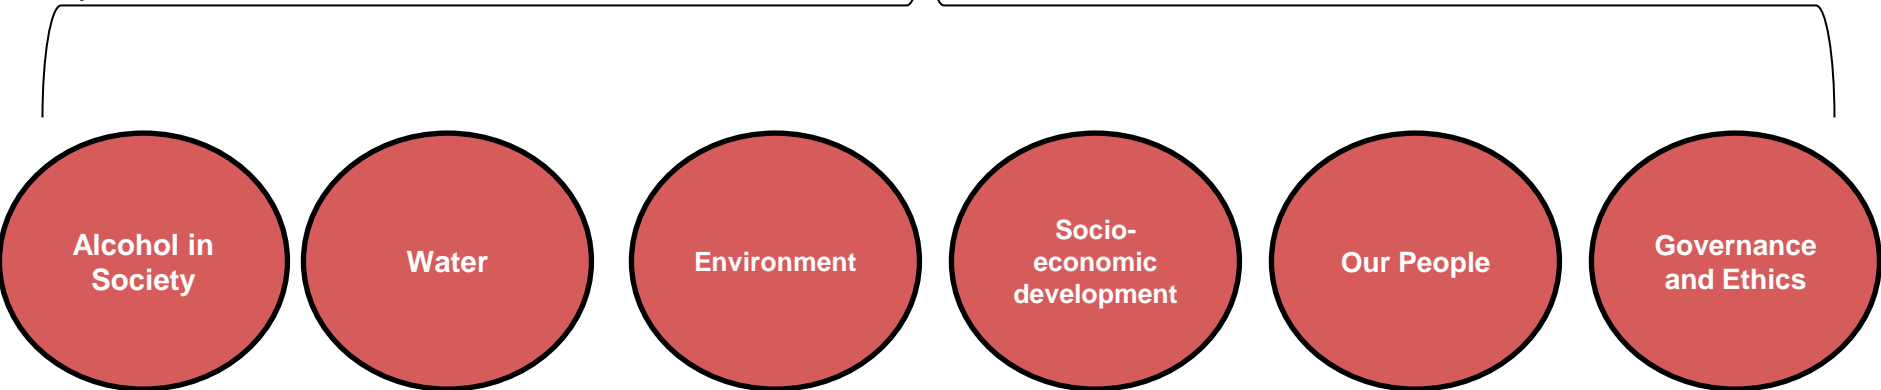 Alcohol in
Society
Water
Environment
Socio-
economic
development
Our People
Governance
and Ethics